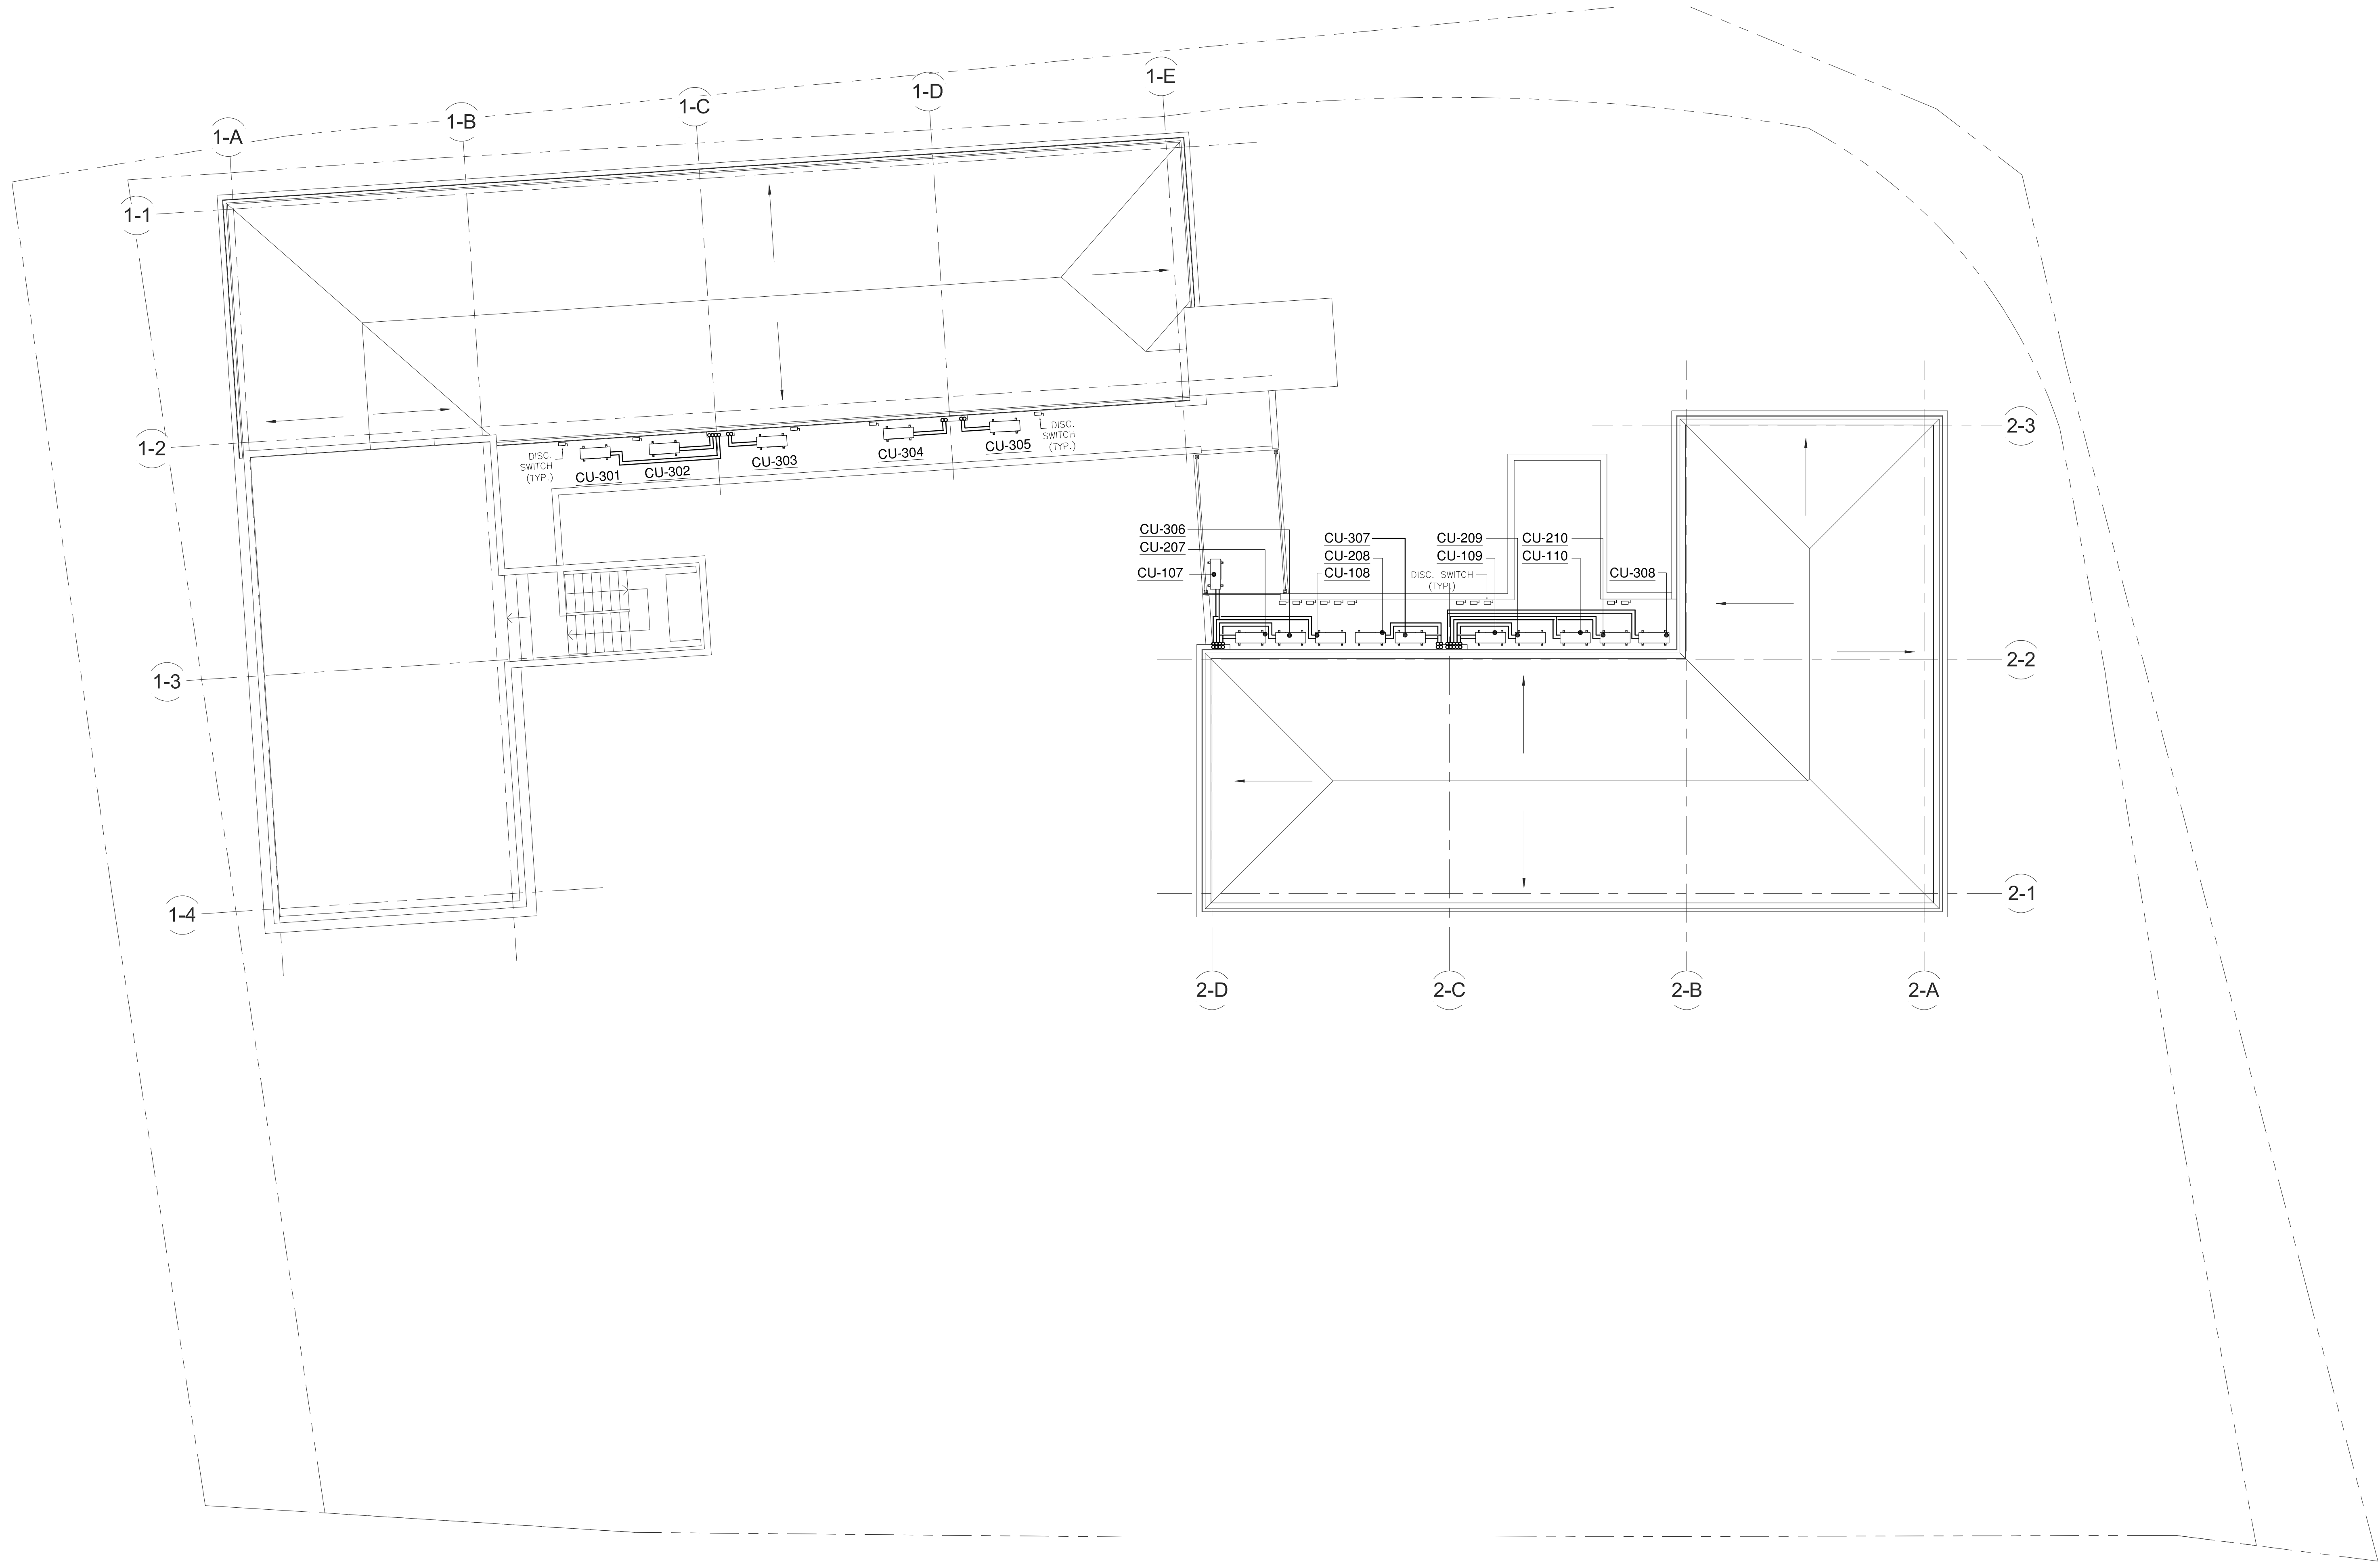 1-E
1-D
1-C
1-B
1-A
1-1
1-2
2-3
DISC.
SWITCH
(TYP.)
CU-301
CU-302
CU-303
CU-304
CU-305
DISC.
SWITCH
(TYP.)
CU-306
CU-207
CU-107
CU-307
CU-208
CU-108
CU-209
CU-109
DISC. SWITCH
(TYP.)
CU-210
CU-110
CU-308
1-3
2-2
1-4
2-1
2-D
2-C
2-B
2-A